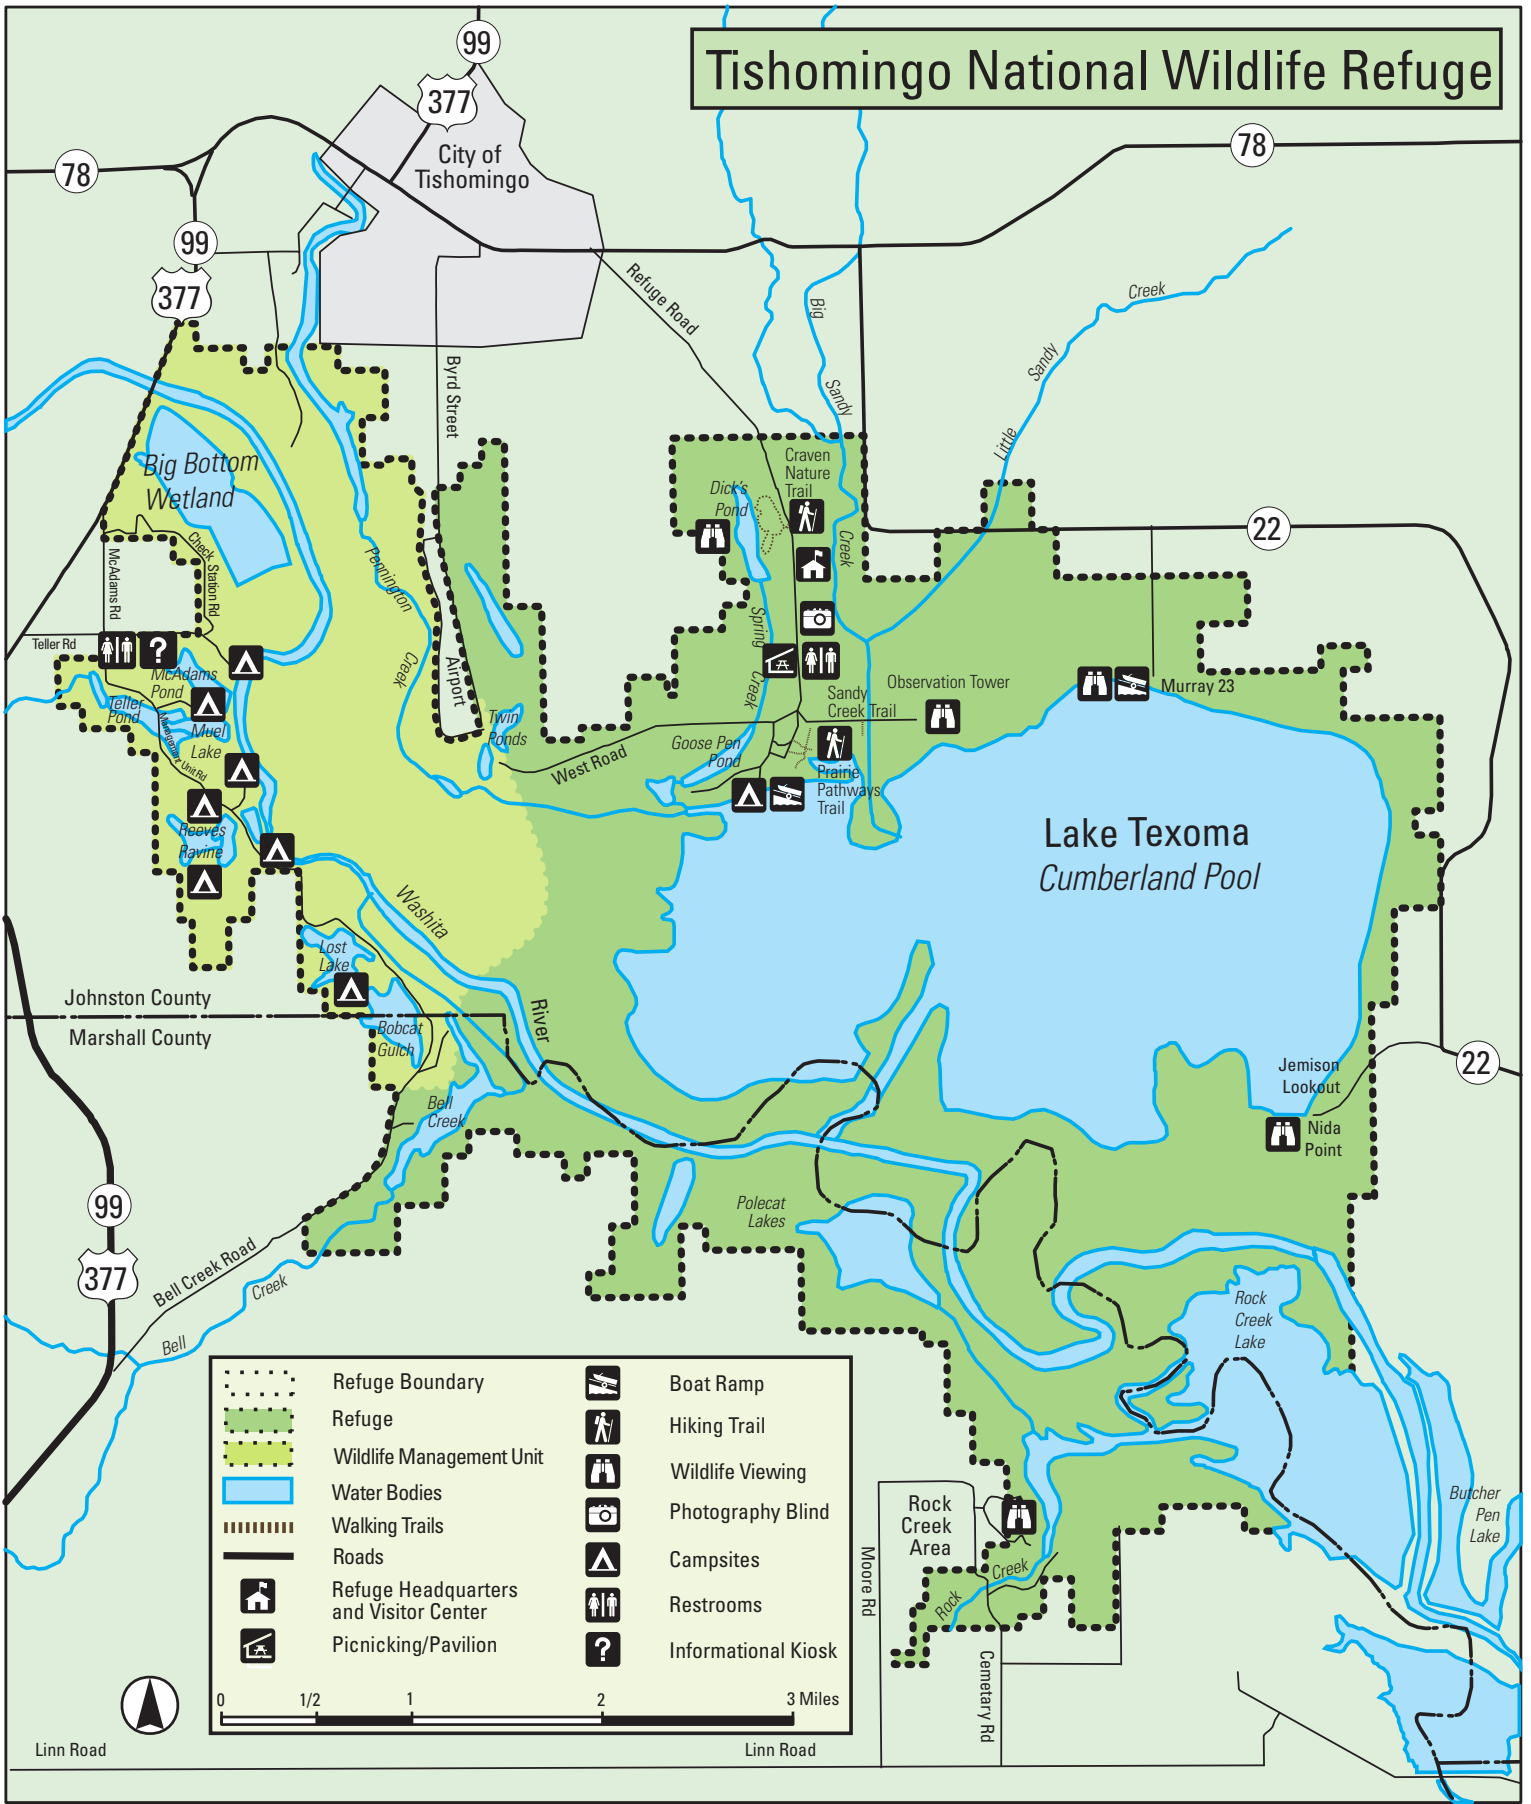 99
377
Tishomingo National Wildlife Refuge
City of
Tishomingo
78
78
99
377
Refuge Road
Big
Sandy
Creek
Creek
Sandy
Little
Byrd Street
Big Bottom
Wetland
Craven
Nature
Trail
Dick's
Pond
22
Check Station Rd
McAdams Rd
Pennington
Creek
Airport
Teller Rd
?
McAdams
Pond
Teller
Pond
Muel
Lake
Management Unit Rd
Twin
Ponds
Spring
Creek
Sandy
Creek Trail
Observation Tower
Murray 23
Goose Pen
Pond
West Road
Prairie
Pathways
Trail
Reeves
Ravine
Lake Texoma
Cumberland Pool
Washita
River
Lost
Lake
Johnston County
Marshall County
Bobcat
Gulch
Bell
Creek
Jemison
Lookout
22
Nida
Point
99
377
Polecat
Lakes
Bell Creek Road
Creek
Bell
Rock
Creek
Lake
Refuge Boundary
Refuge
Wildlife Management Unit
Water Bodies
Walking Trails
Roads
Refuge Headquarters
and Visitor Center
Picnicking/Pavilion
Boat Ramp
Hiking Trail
Wildlife Viewing
Photography Blind
Campsites
Restrooms
?
Informational Kiosk
0 1/2 1 2 3 Miles
Rock
Creek
Area
Moore Rd
Rock
Creek
Cemetary Rd
Butcher
Pen
Lake
Linn Road
Linn Road